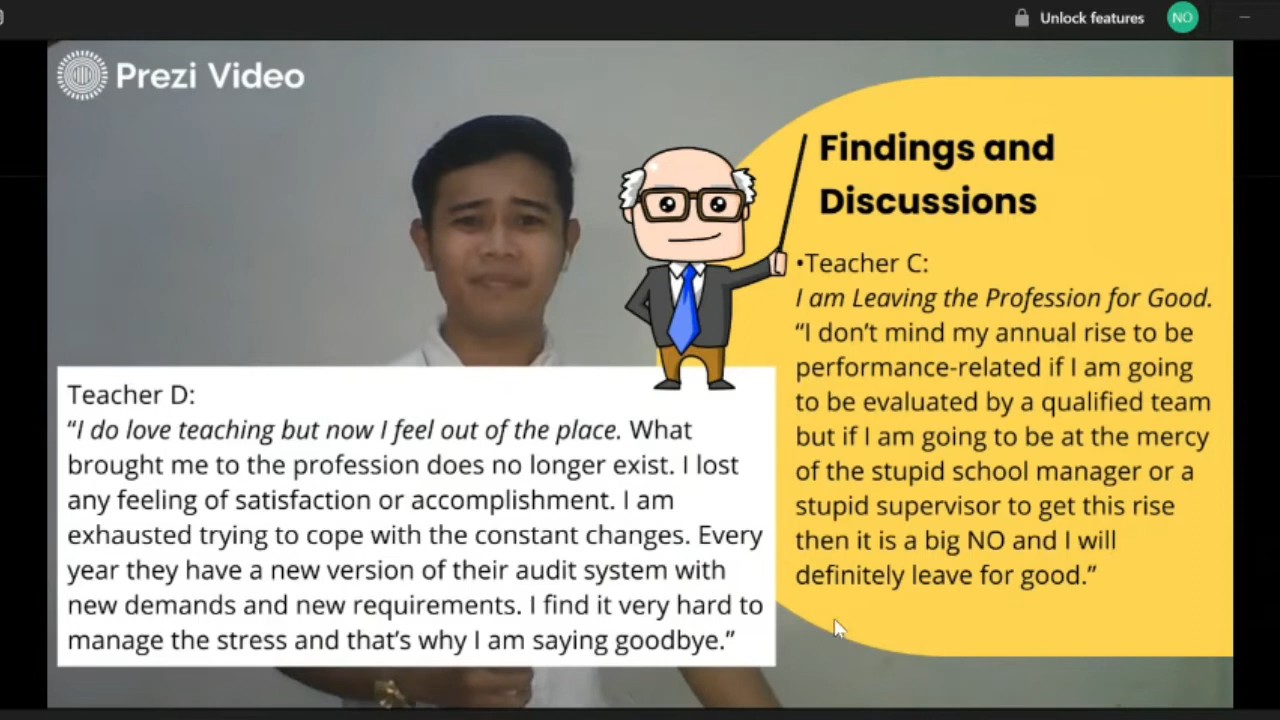 Unlock features
NO
Prezi Video
Findings and
Discussions
•Teacher C:
I am Leaving the Profession for Good.
“I don’t mind my annual rise to be
performance-related if I am going
to be evaluated by a qualified team
but if I am going to be at the mercy
of the stupid school manager or a
stupid supervisor to get this rise
then it is a big NO and I will
definitely leave for good.”
Teacher D:
“I do love teaching but now I feel out of the place. What
brought me to the profession does no longer exist. I lost
any feeling of satisfaction or accomplishment. I am
exhausted trying to cope with the constant changes. Every
year they have a new version of their audit system with
new demands and new requirements. I find it very hard to
manage the stress and that’s why I am saying goodbye.”